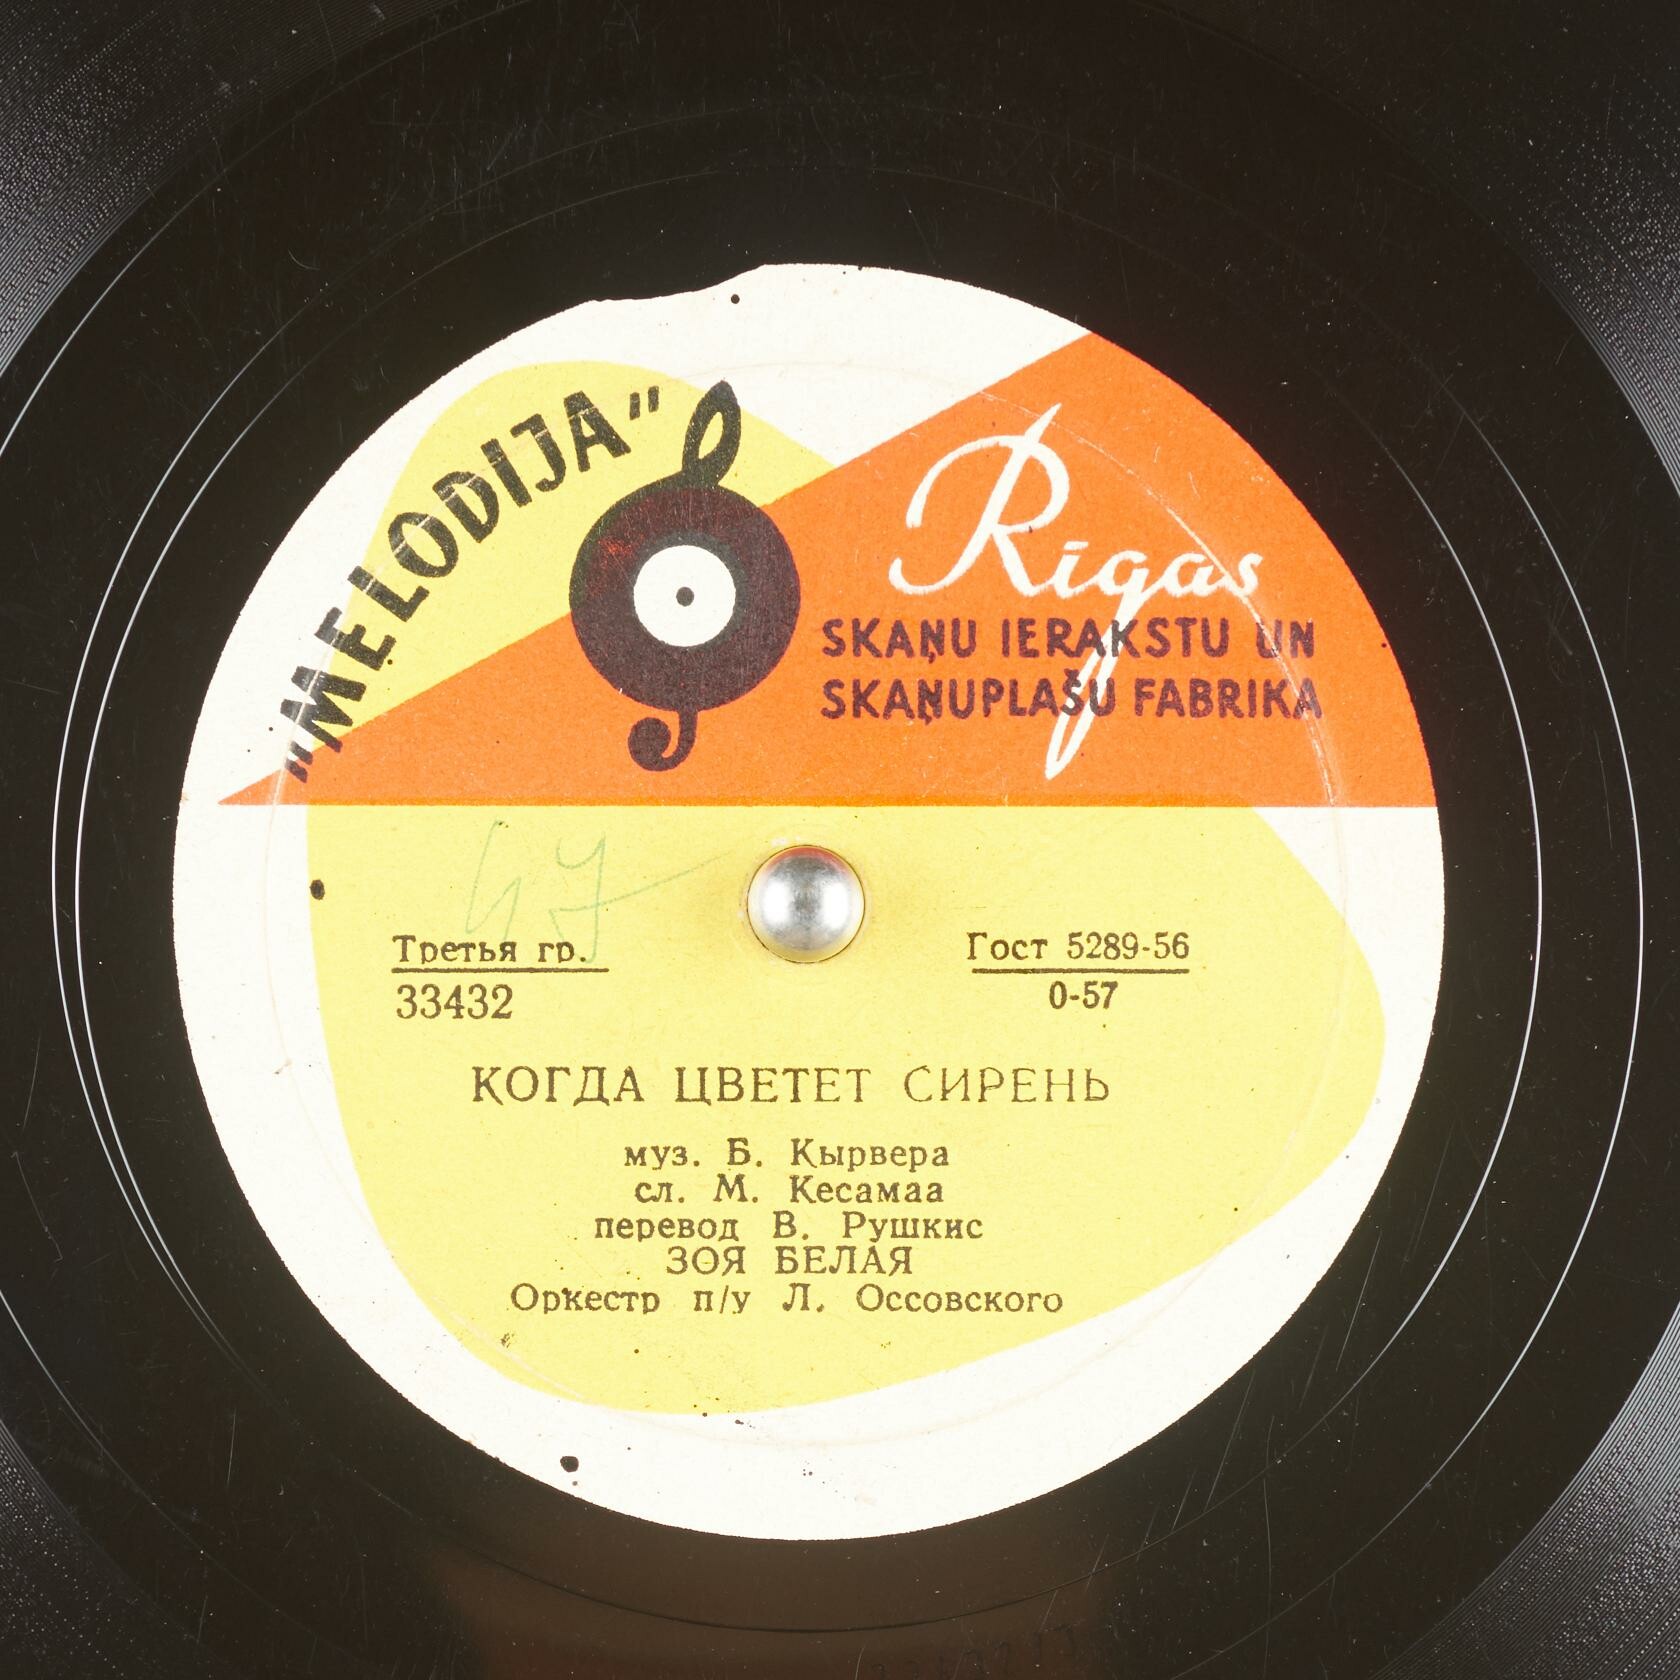 „MELODIJA"
Rīgas
SKAŅU IERAKSTU UN
SKAŅUPLAŠU FABRIKA
47
Третья гр.
33432
Гост 5289-56
0-57
КОГДА ЦВЕТЕТ СИРЕНЬ
муз. Б. Кырвера
сл. М. Кесамаа
перевод В. Рушкис
ЗОЯ БЕЛАЯ
Оркестр п/у Л. Оссовского